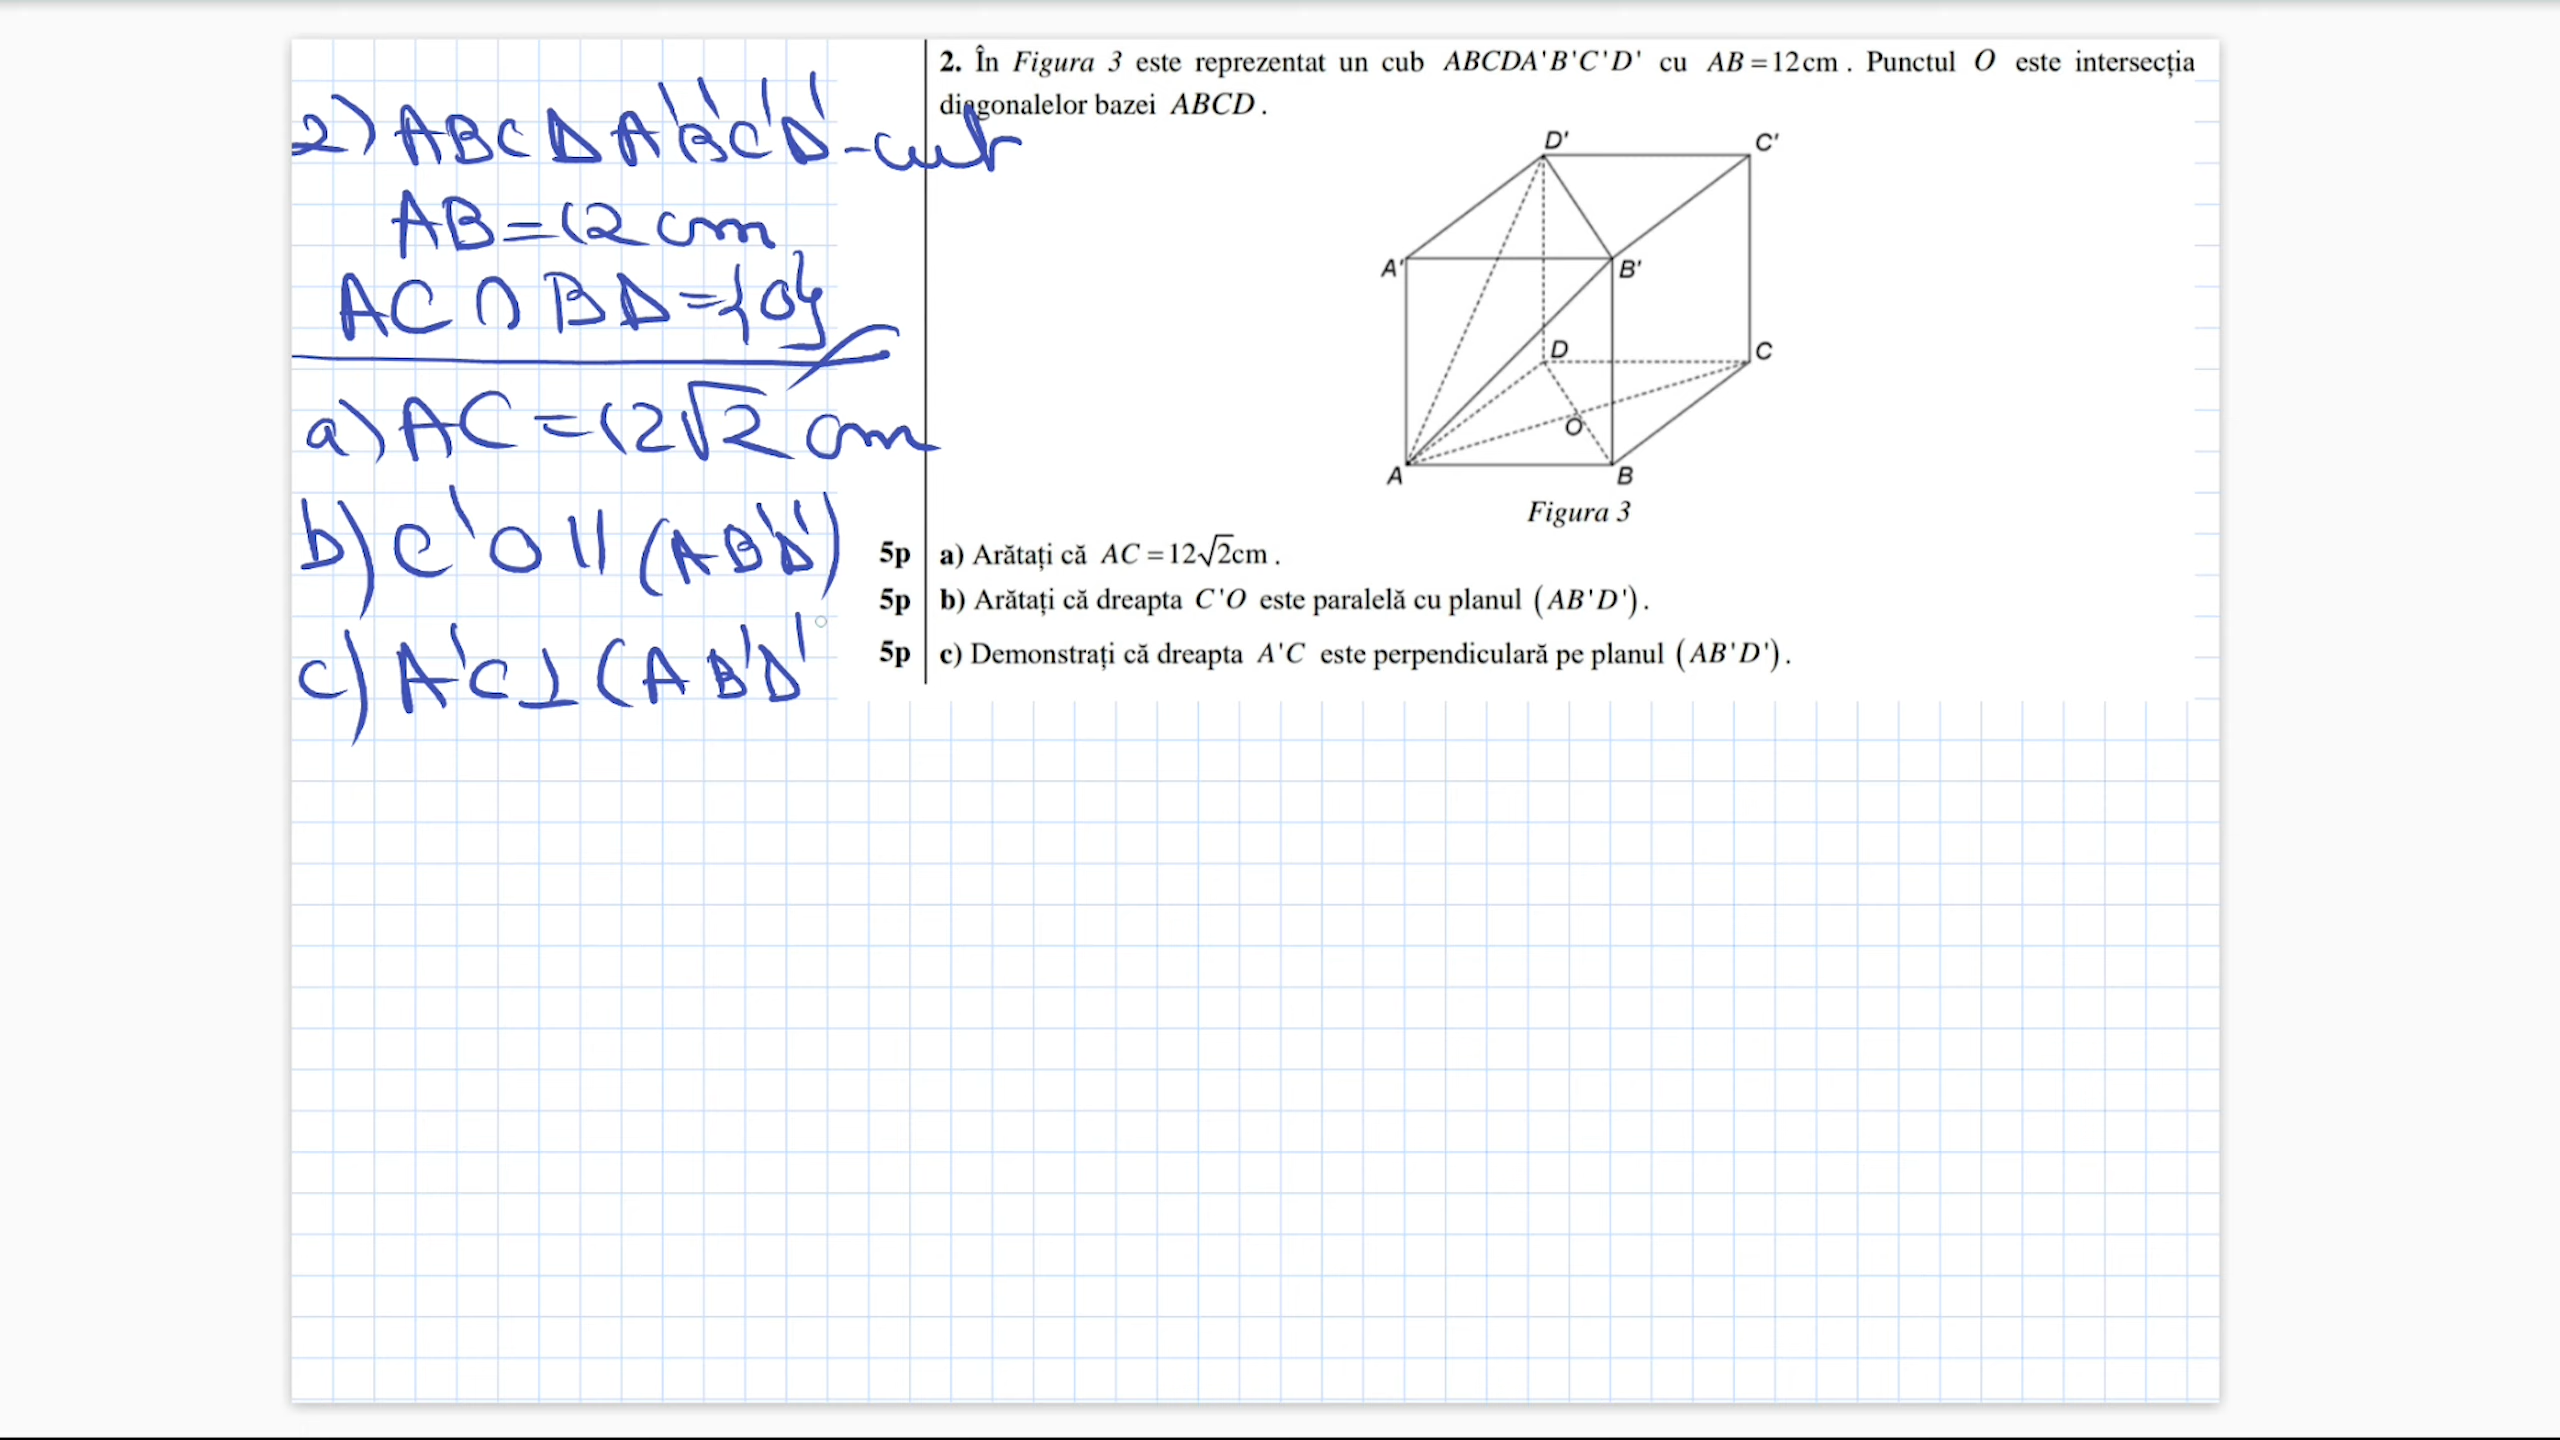 2) ABCDA'B'C'D' - cub
AB = 12 cm
AC ∩ BD = {O}
a) AC = 12√2 cm
b) C'O || (AB'D')
c) A'C ⊥ (AB'D'
2. În Figura 3 este reprezentat un cub ABCDA'B'C'D' cu AB = 12 cm. Punctul O este intersecția
diagonalelor bazei ABCD.
D' C'
A' B'
D C
O
A B
Figura 3
5p a) Arătați că AC = 12√2 cm.
5p b) Arătați că dreapta C'O este paralelă cu planul (AB'D').
5p c) Demonstrați că dreapta A'C este perpendiculară pe planul (AB'D').